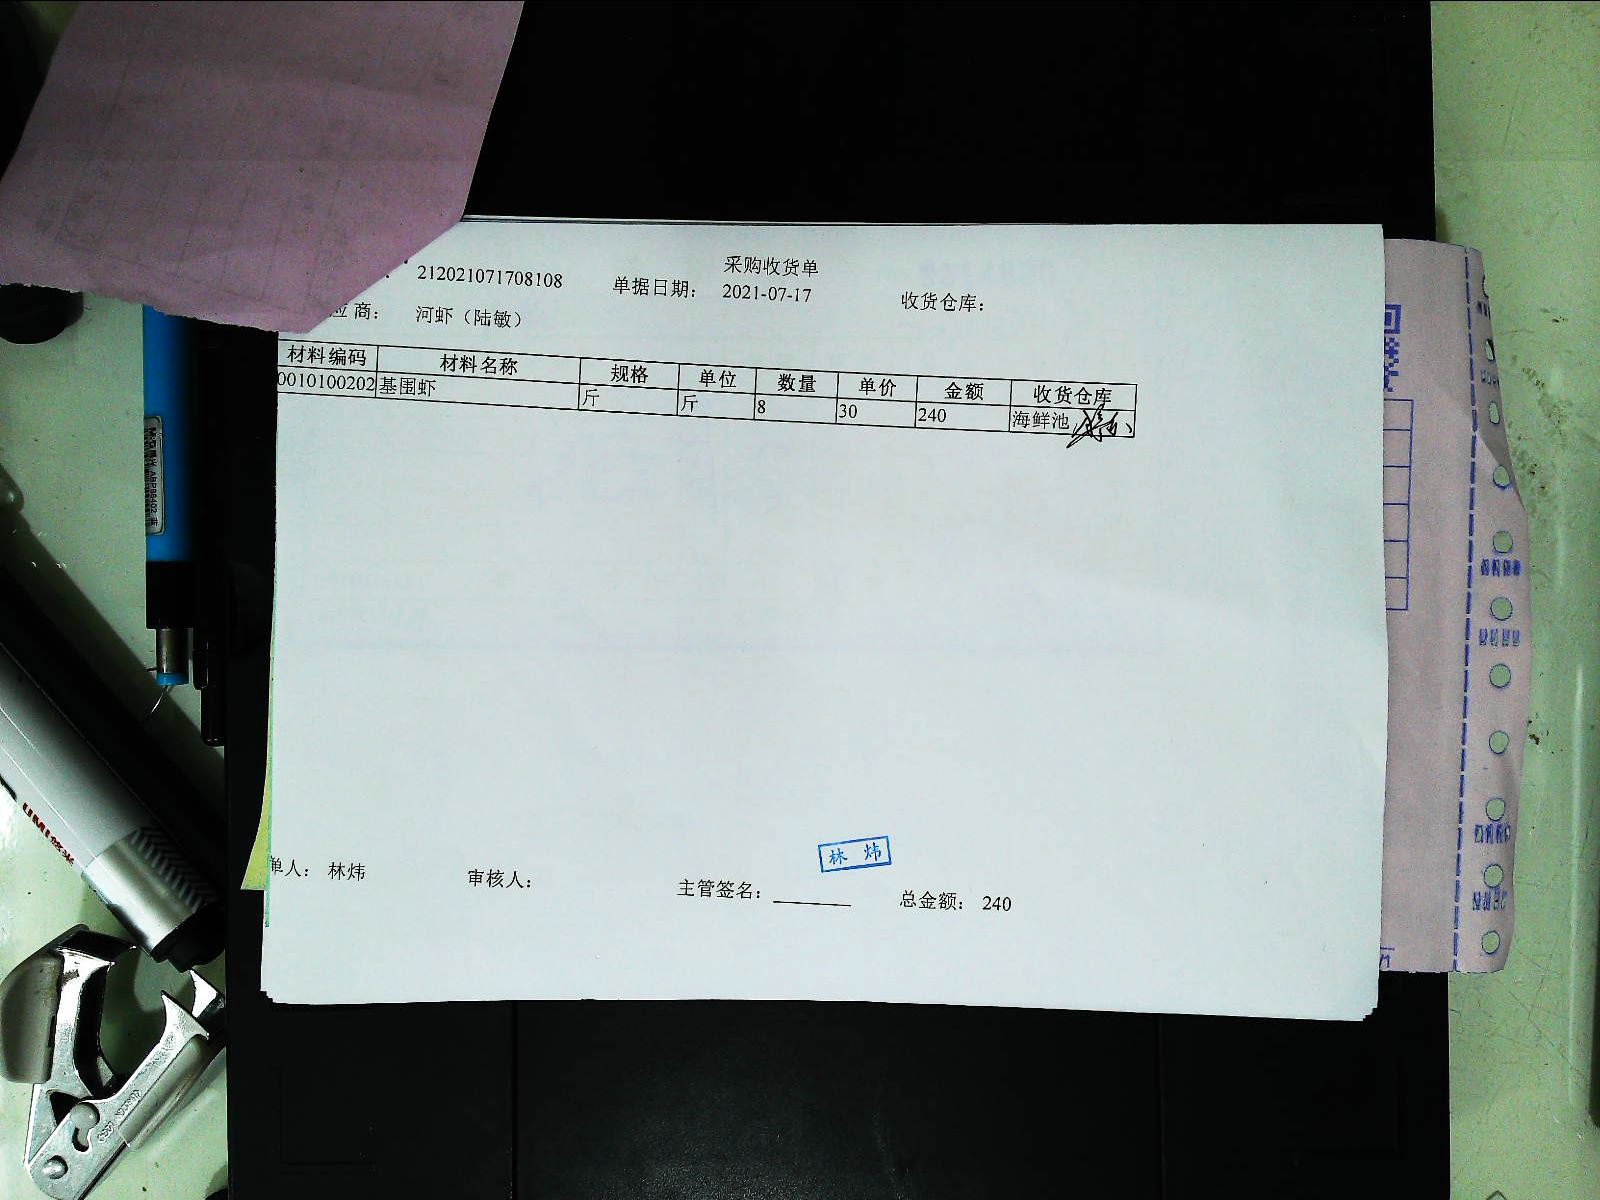 采购收货单
212021071708108 单据日期: 2021-07-17 收货仓库:
应商: 河虾（陆敏）
材料编码 材料名称 规格 单位 数量 单价 金额 收货仓库
0010100202 基围虾 斤 斤 8 30 240 海鲜池
林炜
单人: 林炜 审核人: 主管签名: 总金额: 240